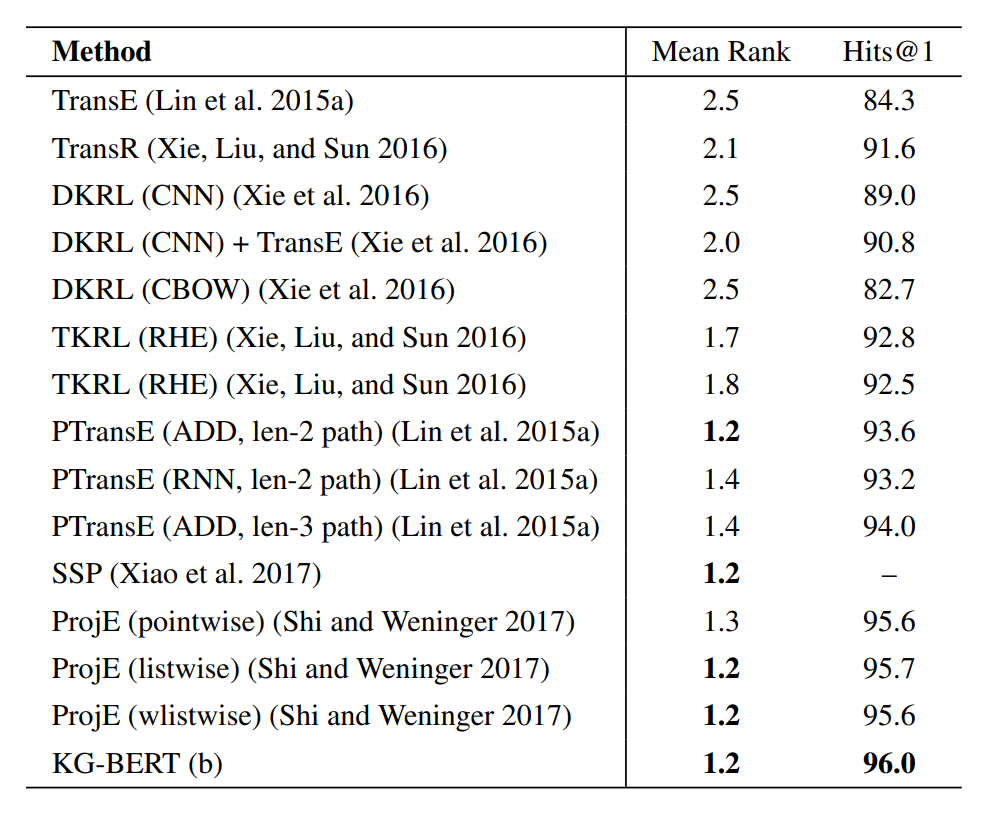 Method Mean Rank Hits@1
TransE (Lin et al. 2015a) 2.5 84.3
TransR (Xie, Liu, and Sun 2016) 2.1 91.6
DKRL (CNN) (Xie et al. 2016) 2.5 89.0
DKRL (CNN) + TransE (Xie et al. 2016) 2.0 90.8
DKRL (CBOW) (Xie et al. 2016) 2.5 82.7
TKRL (RHE) (Xie, Liu, and Sun 2016) 1.7 92.8
TKRL (RHE) (Xie, Liu, and Sun 2016) 1.8 92.5
PTransE (ADD, len-2 path) (Lin et al. 2015a) 1.2 93.6
PTransE (RNN, len-2 path) (Lin et al. 2015a) 1.4 93.2
PTransE (ADD, len-3 path) (Lin et al. 2015a) 1.4 94.0
SSP (Xiao et al. 2017) 1.2 –
ProjE (pointwise) (Shi and Weninger 2017) 1.3 95.6
ProjE (listwise) (Shi and Weninger 2017) 1.2 95.7
ProjE (wlistwise) (Shi and Weninger 2017) 1.2 95.6
KG-BERT (b) 1.2 96.0